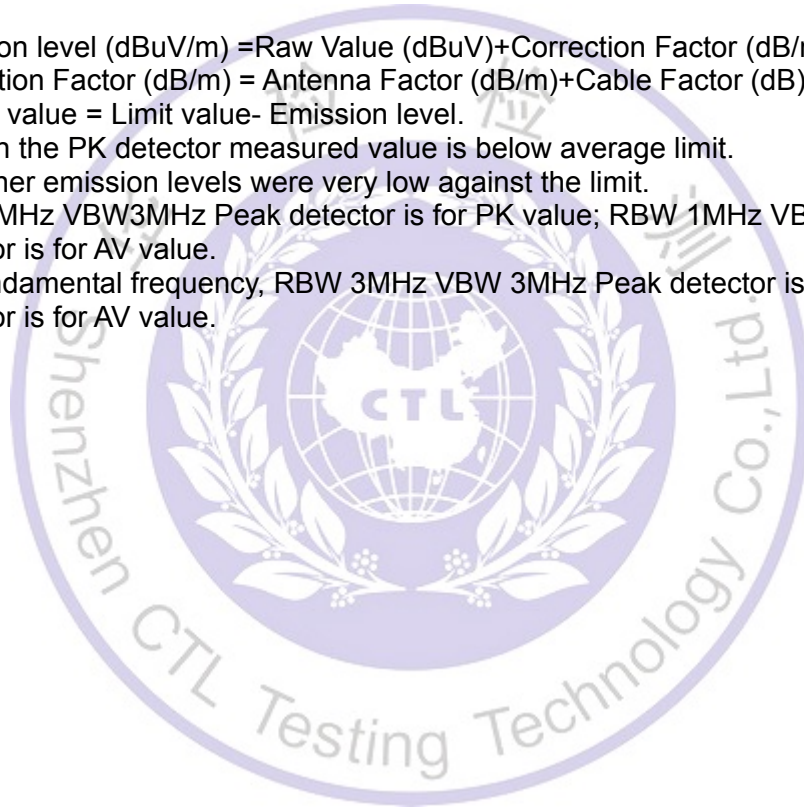 on level (dBuV/m) =Raw Value (dBuV)+Correction Factor (dB/m
tion Factor (dB/m) = Antenna Factor (dB/m)+Cable Factor (dB)
value = Limit value- Emission level.
n the PK detector measured value is below average limit.
ner emission levels were very low against the limit.
MHz VBW3MHz Peak detector is for PK value; RBW 1MHz VB
or is for AV value.
ndamental frequency, RBW 3MHz VBW 3MHz Peak detector is
or is for AV value.
检 测
CTL
Shenzhen CTL Testing Technology Co., Ltd.